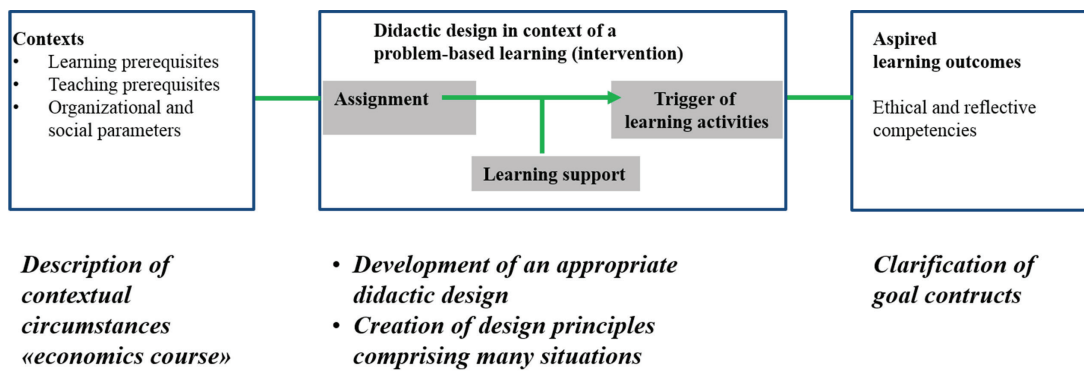 Contexts
• Learning prerequisites
• Teaching prerequisites
• Organizational and
social parameters
Didactic design in context of a
problem-based learning (intervention)
Assignment
Trigger of
learning activities
Learning support
Aspired
learning outcomes
Ethical and reflective
competencies
Description of
contextual
circumstances
«economics course»
• Development of an appropriate
didactic design
• Creation of design principles
comprising many situations
Clarification of
goal contructs